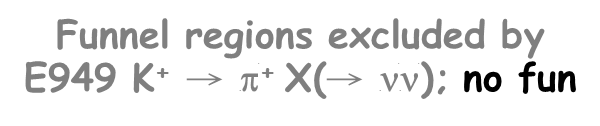 Funnel regions excluded by
E949 K⁺ → π⁺ X(→ νν); no fun